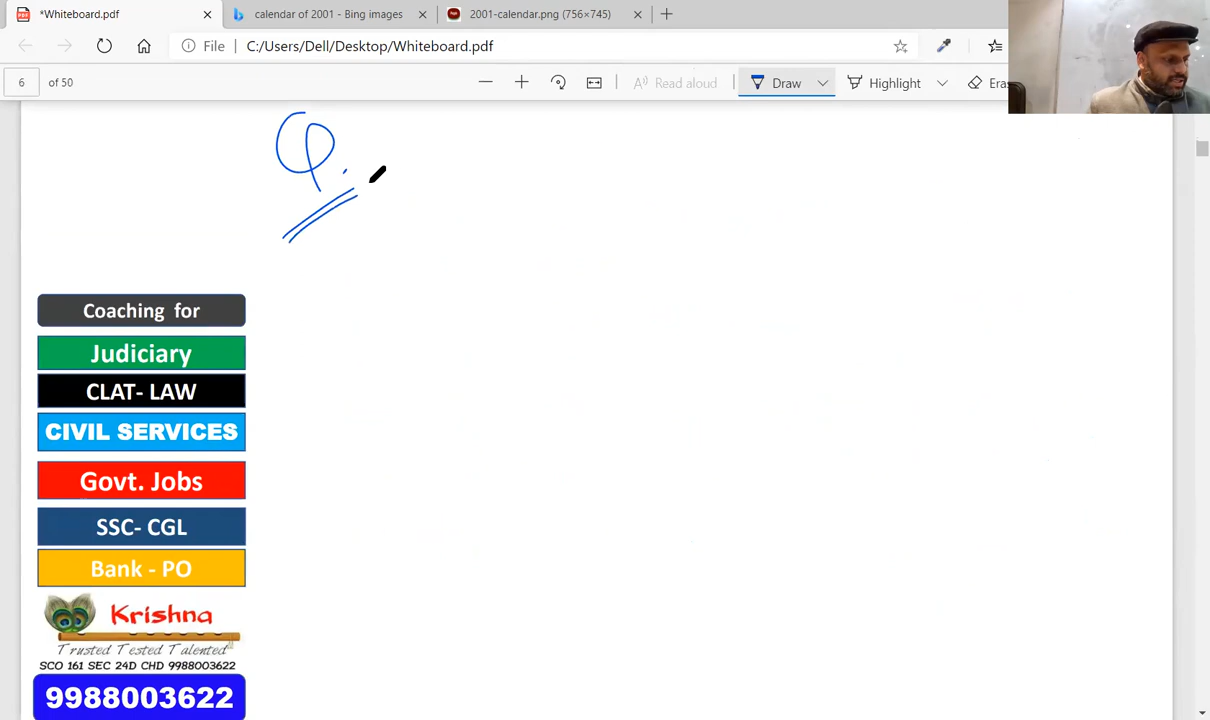 *Whiteboard.pdf
calendar of 2001 - Bing images
2001-calendar.png (756×745)
File
C:/Users/Dell/Desktop/Whiteboard.pdf
6 of 50
Read aloud
Draw
Highlight
Eras
Q.
Coaching for
Judiciary
CLAT- LAW
CIVIL SERVICES
Govt. Jobs
SSC- CGL
Bank - PO
Krishna
Trusted Tested Talented
SCO 161 SEC 24D CHD 9988003622
9988003622